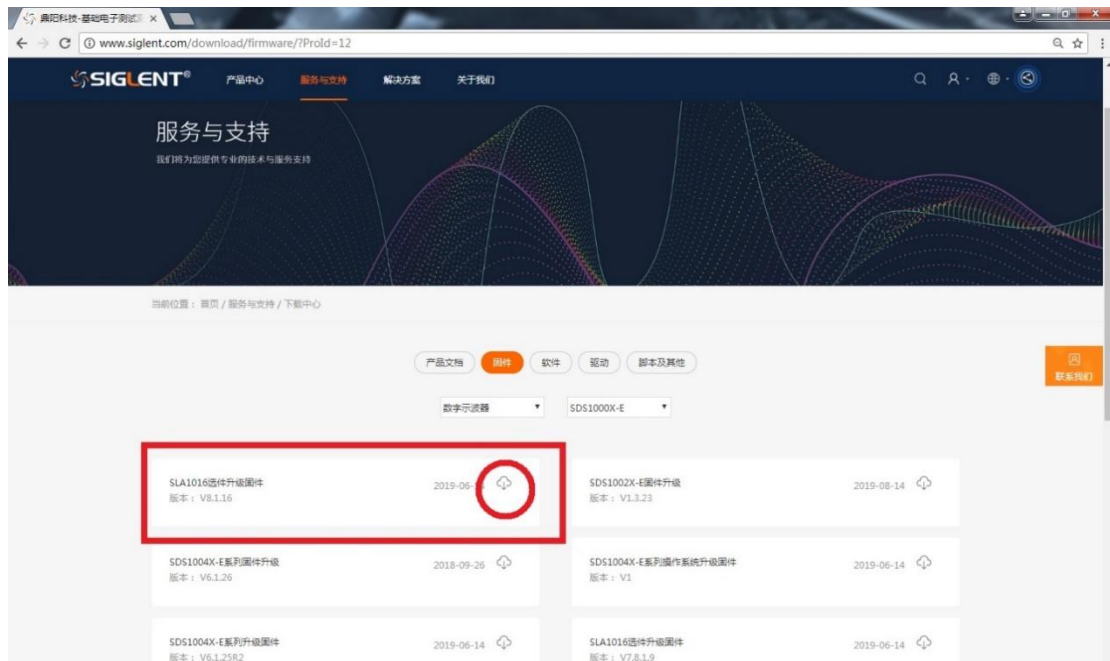 鼎阳科技-基础电子测试
www.siglent.com/download/firmware/?ProId=12
SIGLENT®
产品中心
服务与支持
解决方案
关于我们
服务与支持
我们将为您提供专业的技术与服务支持
当前位置： 首页 / 服务与支持 / 下载中心
产品文档
固件
软件
驱动
脚本及其他
联系我们
数字示波器
SDS1000X-E
SLA1016选件升级固件
2019-06-
版本： V8.1.16
SDS1002X-E固件升级
2019-08-14
版本： V1.3.23
SDS1004X-E系列固件升级
2018-09-26
版本： V6.1.26
SDS1004X-E系列操作系统升级固件
2019-06-14
版本： V1
SDS1004X-E系列升级固件
2019-06-14
版本： V6.1.25R2
SLA1016选件升级固件
2019-06-14
版本： V7.8.1.9